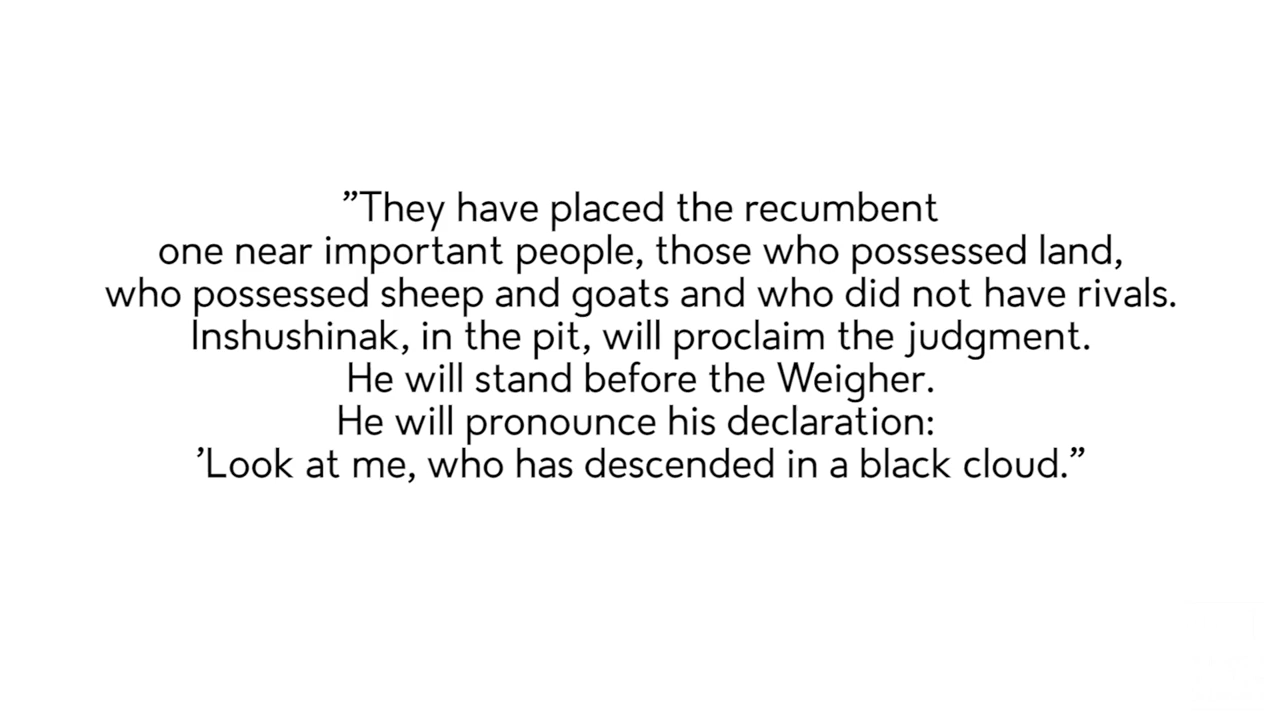 ”They have placed the recumbent
one near important people, those who possessed land,
who possessed sheep and goats and who did not have rivals.
Inshushinak, in the pit, will proclaim the judgment.
He will stand before the Weigher.
He will pronounce his declaration:
’Look at me, who has descended in a black cloud.”